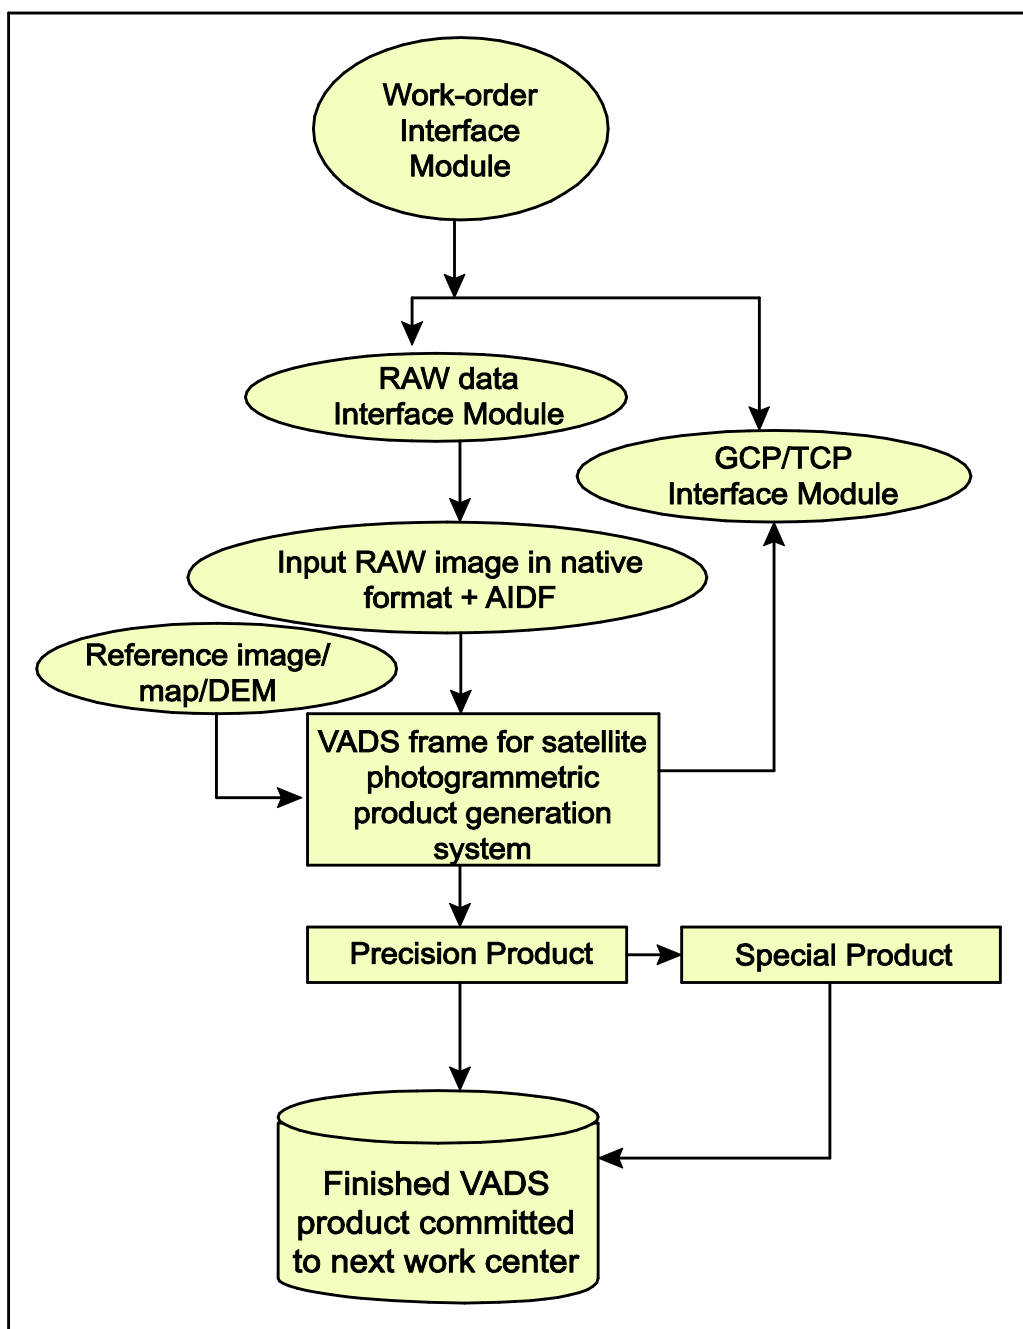 Work-order
Interface
Module
RAW data
Interface Module
GCP/TCP
Interface Module
Input RAW image in native
format + AIDF
Reference image/
map/DEM
VADS frame for satellite
photogrammetric
product generation
system
Precision Product
Special Product
Finished VADS
product committed
to next work center